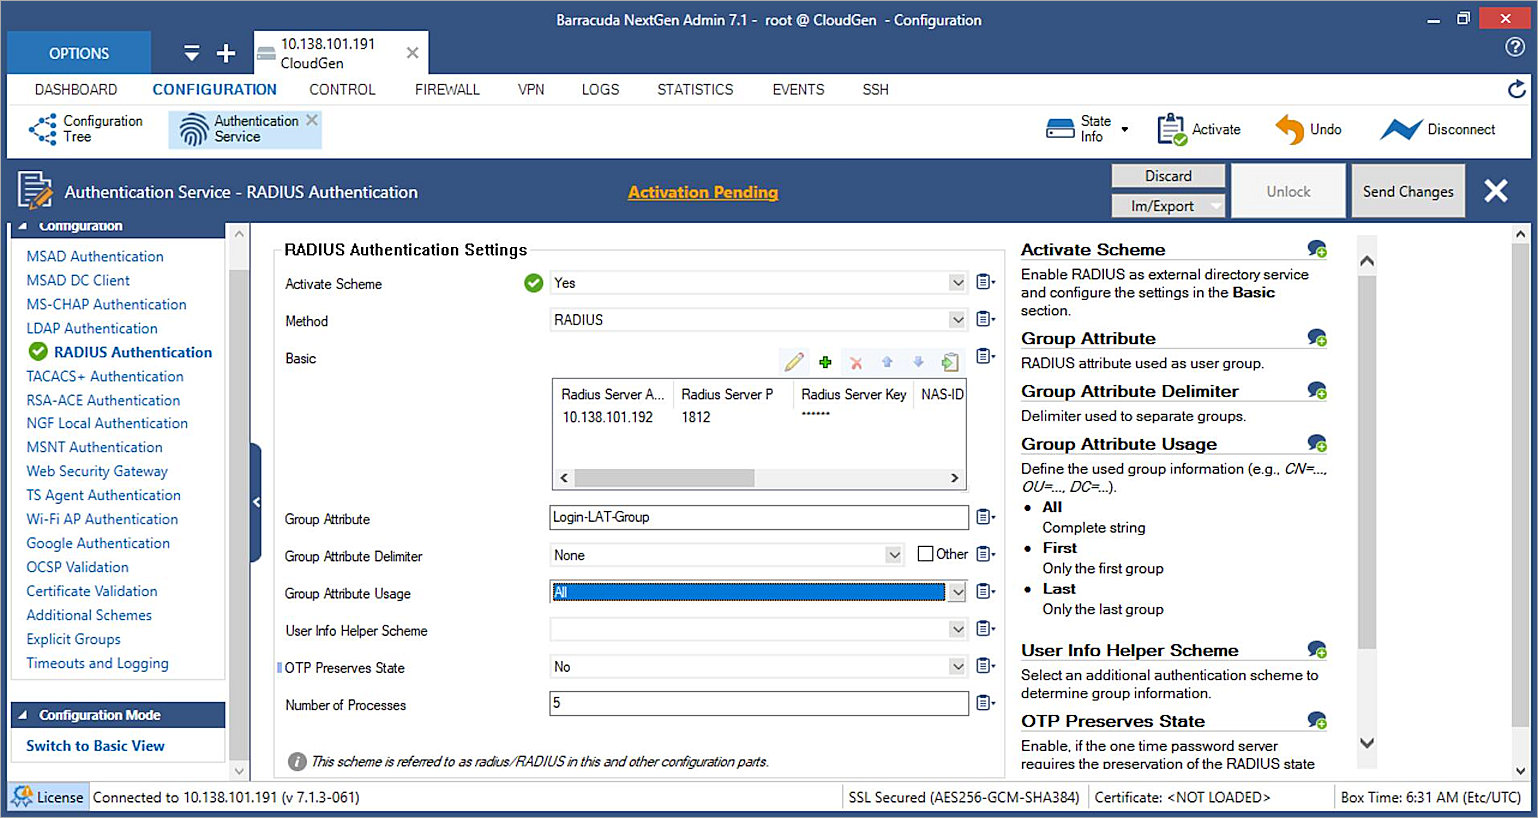 Barracuda NextGen Admin 7.1 - root @ CloudGen - Configuration
OPTIONS
10.138.101.191
CloudGen
DASHBOARD CONFIGURATION CONTROL FIREWALL VPN LOGS STATISTICS EVENTS SSH
Configuration
Tree
Authentication
Service
State
Info
Activate
Undo
Disconnect
Authentication Service - RADIUS Authentication
Activation Pending
Discard
Im/Export
Unlock
Send Changes
Configuration
MSAD Authentication
MSAD DC Client
MS-CHAP Authentication
LDAP Authentication
RADIUS Authentication
TACACS+ Authentication
RSA-ACE Authentication
NGF Local Authentication
MSNT Authentication
Web Security Gateway
TS Agent Authentication
Wi-Fi AP Authentication
Google Authentication
OCSP Validation
Certificate Validation
Additional Schemes
Explicit Groups
Timeouts and Logging
Configuration Mode
Switch to Basic View
RADIUS Authentication Settings
Activate Scheme Yes
Method RADIUS
Basic
Radius Server A... Radius Server P Radius Server Key NAS-ID
10.138.101.192 1812 ******
Group Attribute Login-LAT-Group
Group Attribute Delimiter None Other
Group Attribute Usage All
User Info Helper Scheme
OTP Preserves State No
Number of Processes 5
This scheme is referred to as radius/RADIUS in this and other configuration parts.
Activate Scheme
Enable RADIUS as external directory service
and configure the settings in the Basic
section.
Group Attribute
RADIUS attribute used as user group.
Group Attribute Delimiter
Delimiter used to separate groups.
Group Attribute Usage
Define the used group information (e.g., CN=...,
OU=..., DC=...).
• All
Complete string
• First
Only the first group
• Last
Only the last group
User Info Helper Scheme
Select an additional authentication scheme to
determine group information.
OTP Preserves State
Enable, if the one time password server
requires the preservation of the RADIUS state
License Connected to 10.138.101.191 (v 7.1.3-061)
SSL Secured (AES256-GCM-SHA384)
Certificate: <NOT LOADED>
Box Time: 6:31 AM (Etc/UTC)